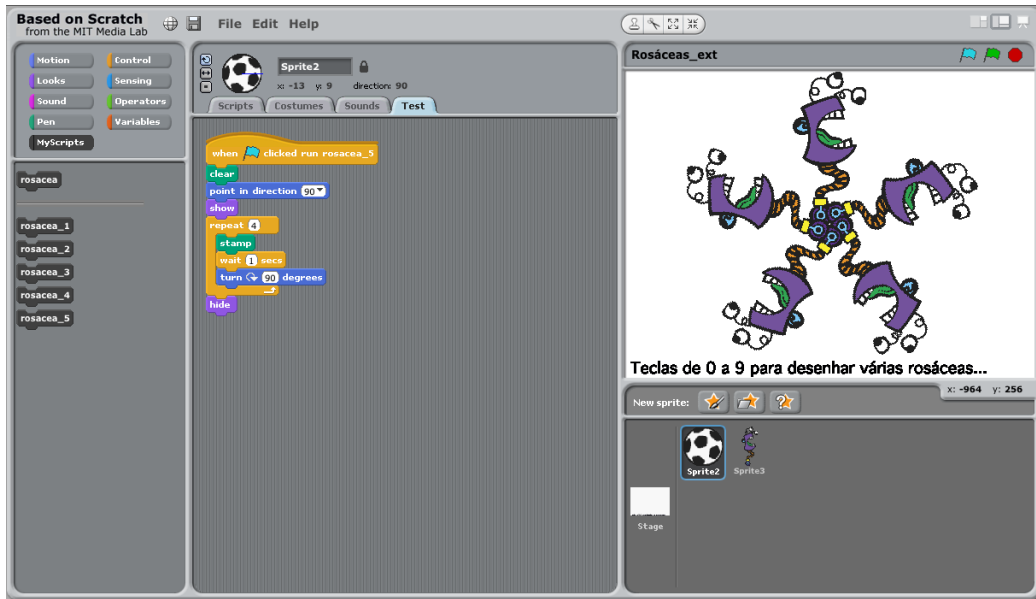 Based on Scratch
from the MIT Media Lab
File Edit Help
Motion Control
Looks Sensing
Sound Operators
Pen Variables
MyScripts
rosacea
rosacea_1
rosacea_2
rosacea_3
rosacea_4
rosacea_5
Sprite2
x: -13 y: 9 direction: 90
Scripts Costumes Sounds Test
when clicked run rosacea_5
clear
point in direction 90
show
repeat 4
stamp
wait 1 secs
turn 90 degrees
hide
Rosáceas_ext
Teclas de 0 a 9 para desenhar várias rosáceas...
x: -964 y: 256
New sprite:
Sprite2 Sprite3
Stage